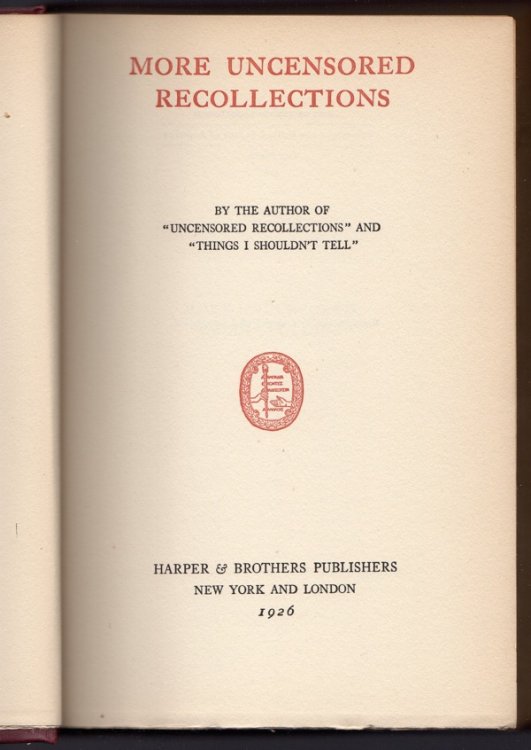 MORE UNCENSORED
RECOLLECTIONS
BY THE AUTHOR OF
"UNCENSORED RECOLLECTIONS" AND
"THINGS I SHOULDN'T TELL"
HARPER & BROTHERS PUBLISHERS
NEW YORK AND LONDON
1926